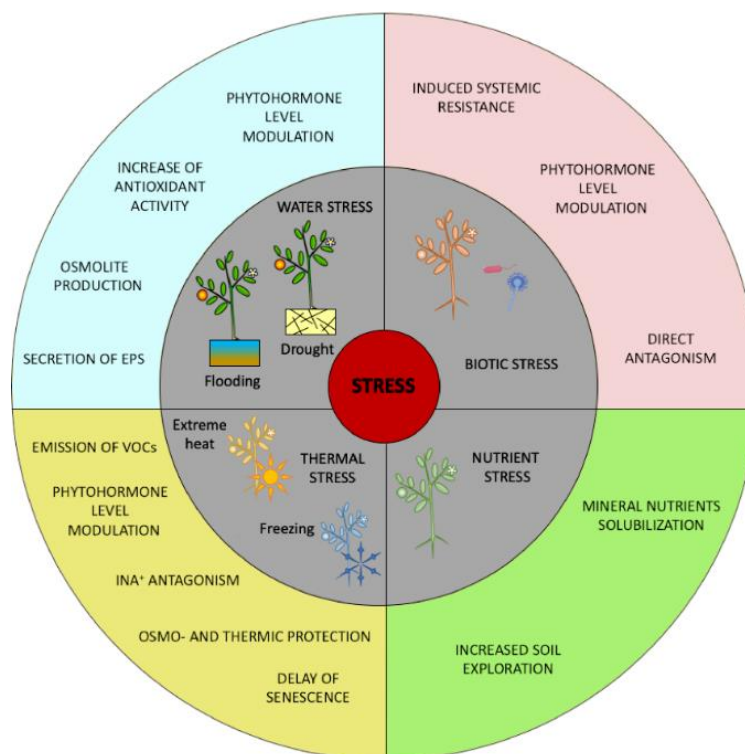 PHYTOHORMONE
LEVEL
MODULATION
INCREASE OF
ANTIOXIDANT
ACTIVITY
OSMOLITE
PRODUCTION
SECRETION OF EPS
INDUCED SYSTEMIC
RESISTANCE
PHYTOHORMONE
LEVEL
MODULATION
DIRECT
ANTAGONISM
WATER STRESS
Drought
Flooding
BIOTIC STRESS
STRESS
Extreme
heat
THERMAL
STRESS
Freezing
NUTRIENT
STRESS
EMISSION OF VOCs
PHYTOHORMONE
LEVEL
MODULATION
INA⁺ ANTAGONISM
OSMO- AND THERMIC PROTECTION
DELAY OF
SENESCENCE
MINERAL NUTRIENTS
SOLUBILIZATION
INCREASED SOIL
EXPLORATION